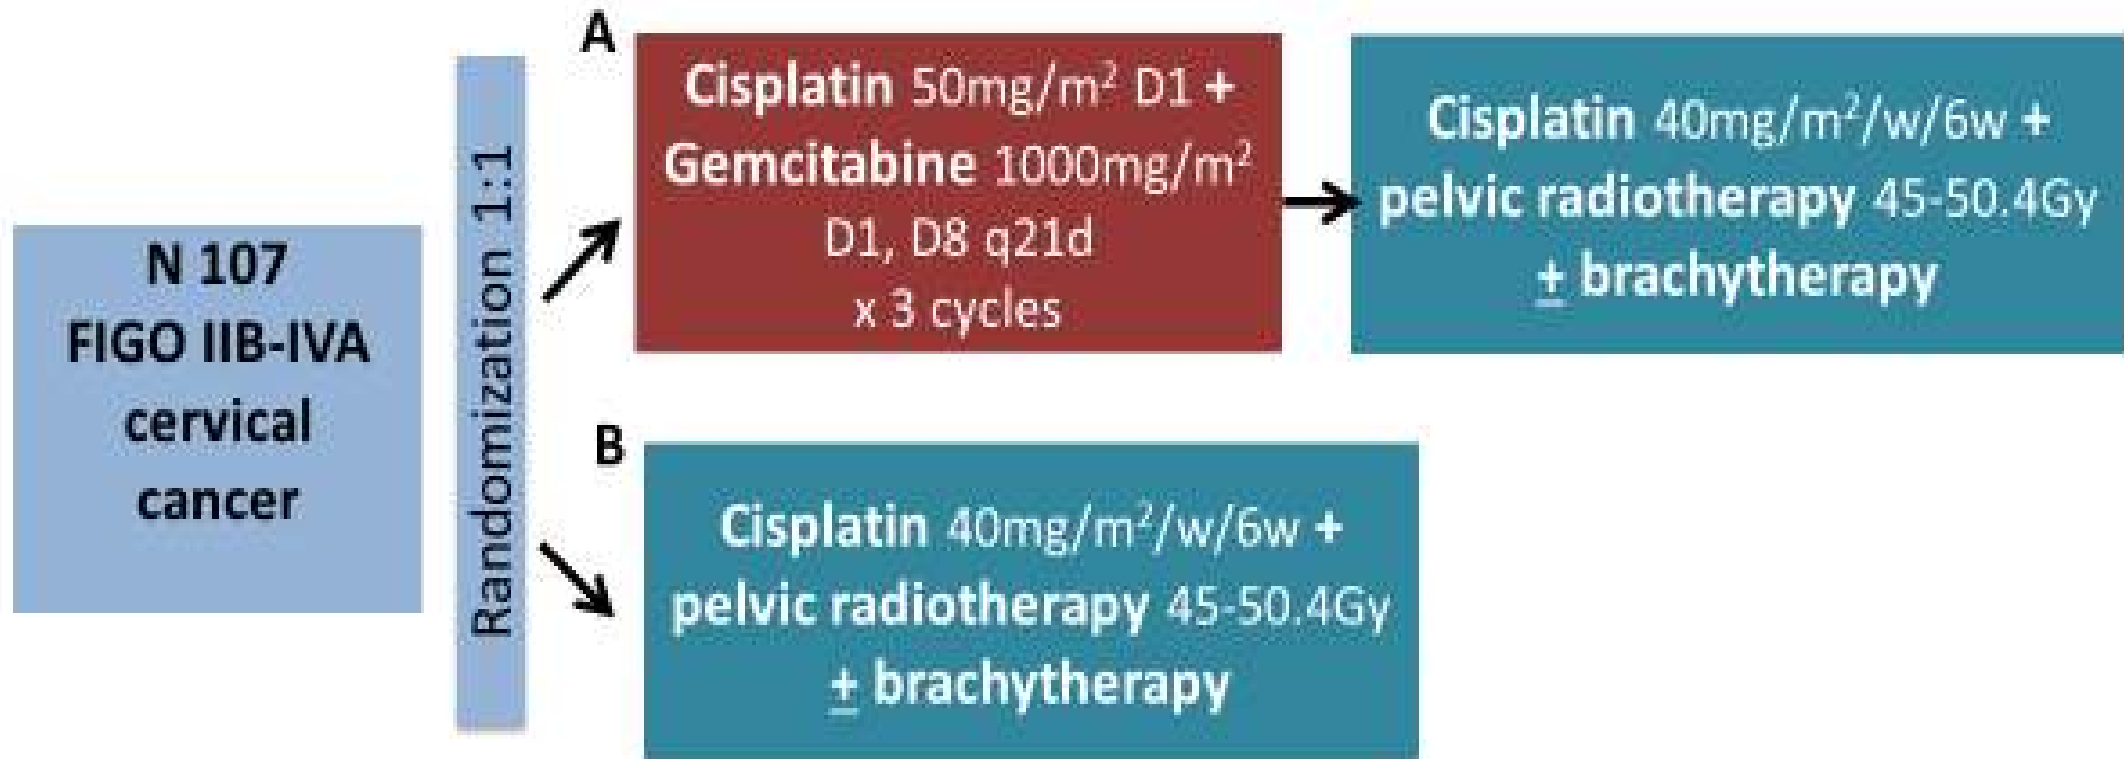 N 107
FIGO IIB-IVA
cervical
cancer
Randomization 1:1
A
Cisplatin 50mg/m² D1 +
Gemcitabine 1000mg/m²
D1, D8 q21d
x 3 cycles
Cisplatin 40mg/m²/w/6w +
pelvic radiotherapy 45-50.4Gy
± brachytherapy
B
Cisplatin 40mg/m²/w/6w +
pelvic radiotherapy 45-50.4Gy
± brachytherapy